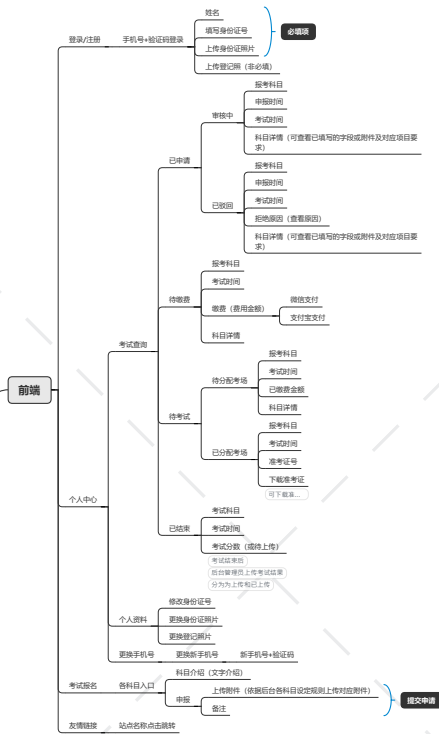 前端
登录/注册
手机号+验证码登录
姓名
填写身份证号
上传身份证照片
必填项
上传登记照（非必填）
个人中心
考试查询
已申请
审核中
报考科目
申报时间
考试时间
科目详情（可查看已填写的字段或附件及对应项目要
求）
已驳回
报考科目
申报时间
考试时间
拒绝原因（查看原因）
科目详情（可查看已填写的字段或附件及对应项目要
求）
待缴费
报考科目
考试时间
缴费（费用金额）
微信支付
支付宝支付
科目详情
待考试
待分配考场
报考科目
考试时间
已缴费金额
科目详情
已分配考场
报考科目
考试时间
准考证号
下载准考证
可下载准...
已结束
考试科目
考试时间
考试分数（或待上传）
考试结束后
后台管理员上传考试结果
分为为上传和已上传
个人资料
修改身份证号
更换身份证照片
更换登记照片
更换手机号
更换新手机号
新手机号+验证码
考试报名
各科目入口
科目介绍（文字介绍）
申报
上传附件（依据后台各科目设定规则上传对应附件）
备注
提交申请
友情链接
站点名称点击跳转